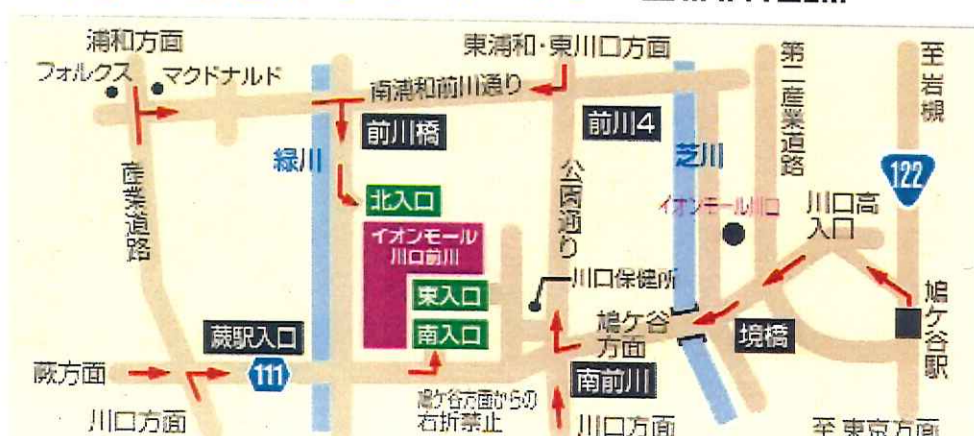 浦和方面
フォルクス
マクドナルド
東浦和・東川口方面
南浦和前川通り
第二産業道路
至岩槻
前川橋
前川4
緑川
芝川
122
産業道路
公園通り
北入口
イオンモール川口
川口高
入口
イオンモール
川口前川
東入口
川口保健所
鳩ケ谷
方面
鳩ケ谷駅
蕨駅入口
南入口
境橋
蕨方面
111
南前川
鳩ケ谷方面からの
右折禁止
川口方面
川口方面
至東京方面